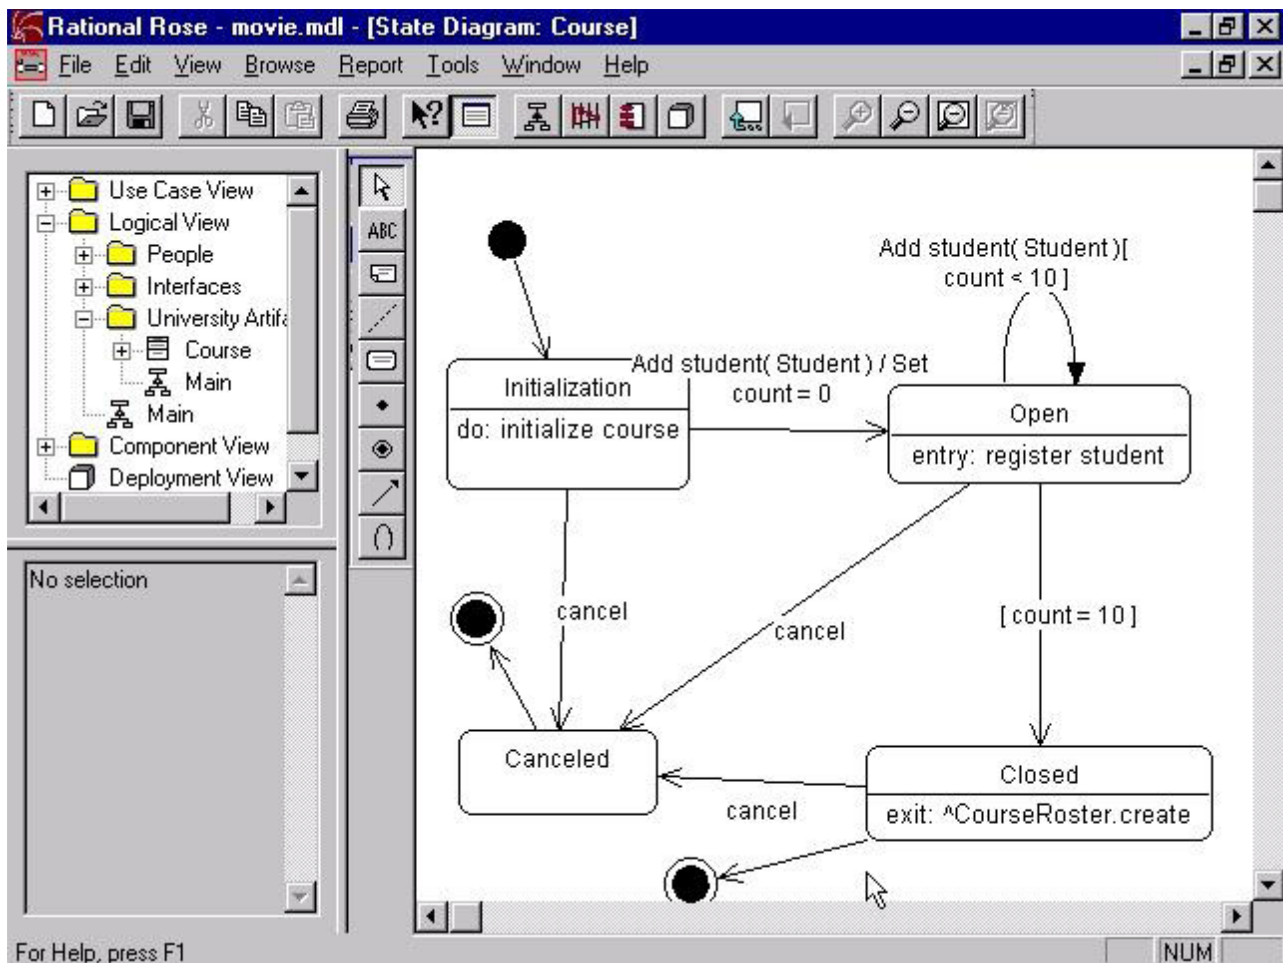 Rational Rose - movie.mdl - [State Diagram: Course]
File Edit View Browse Report Tools Window Help
ABC
Use Case View
Logical View
People
Interfaces
University Artifa
Course
Main
Main
Component View
Deployment View
No selection
Add student( Student )[
count < 10 ]
Add student( Student ) / Set
count = 0
Initialization
do: initialize course
Open
entry: register student
cancel
cancel
[ count = 10 ]
Canceled
cancel
Closed
exit: ^CourseRoster.create
For Help, press F1
NUM